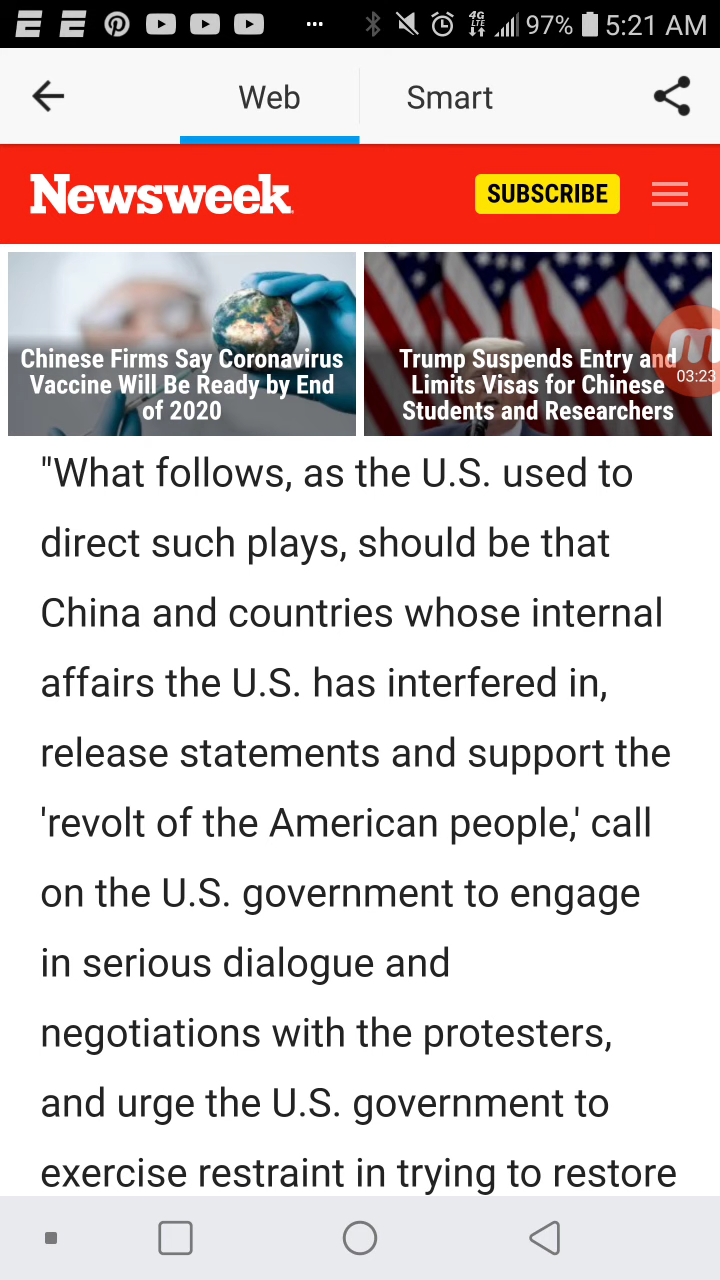 4G
LTE
97%
5:21 AM
Web
Smart
Newsweek
SUBSCRIBE
Chinese Firms Say Coronavirus
Vaccine Will Be Ready by End
of 2020
Trump Suspends Entry and
Limits Visas for Chinese
Students and Researchers
03:23
"What follows, as the U.S. used to
direct such plays, should be that
China and countries whose internal
affairs the U.S. has interfered in,
release statements and support the
'revolt of the American people,' call
on the U.S. government to engage
in serious dialogue and
negotiations with the protesters,
and urge the U.S. government to
exercise restraint in trying to restore